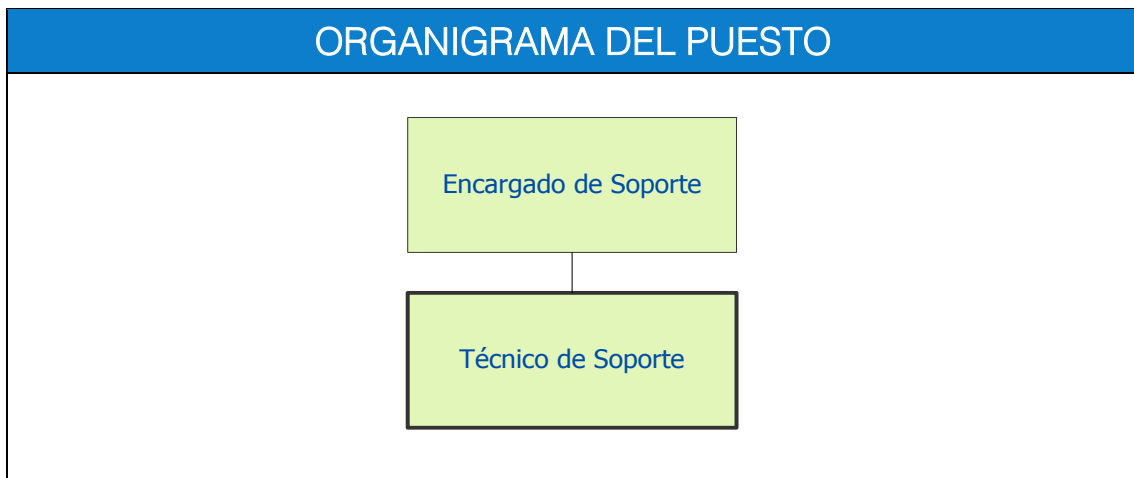 ORGANIGRAMA DEL PUESTO
Encargado de Soporte
Técnico de Soporte